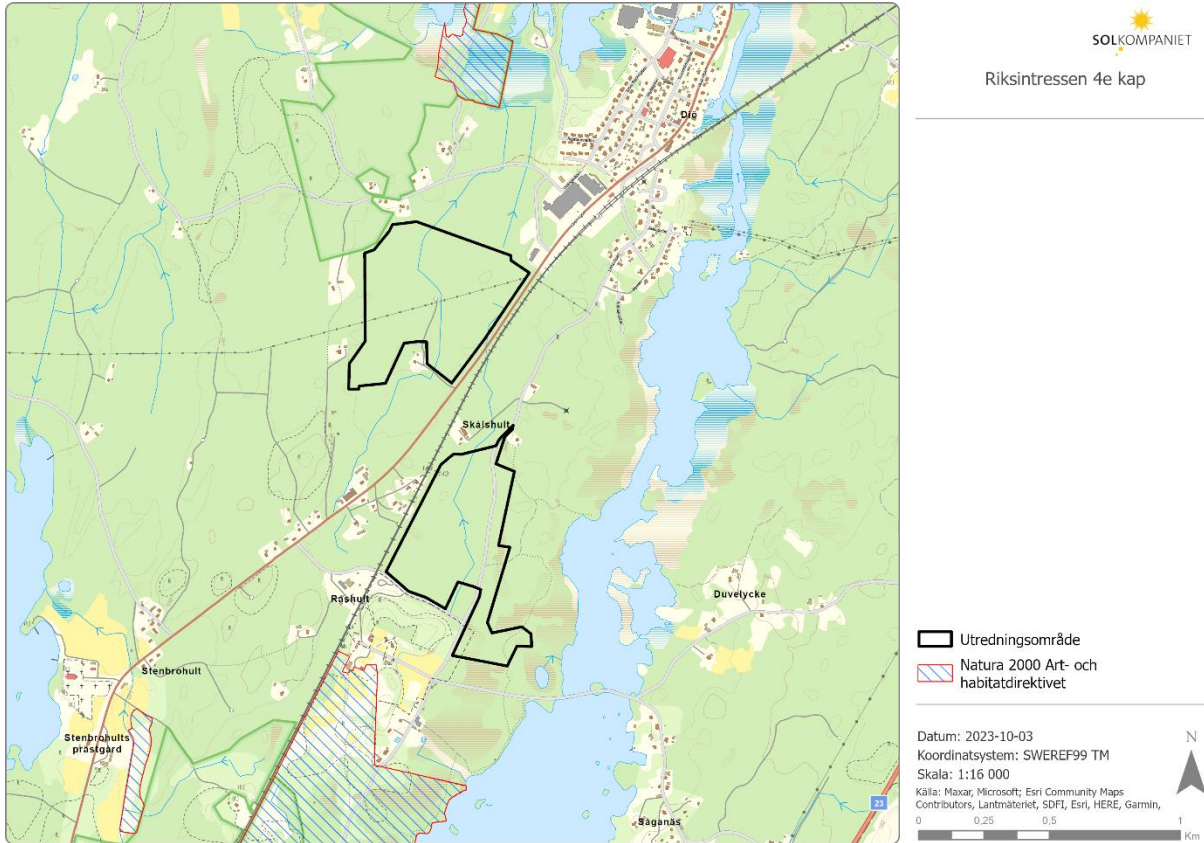 SOLKOMPANIET
Riksintressen 4e kap
Diö
Skälshult
Råshult
Duvelycke
Stenbrohult
Stenbrohults
prästgård
Såganäs
23
Utredningsområde
Natura 2000 Art- och
habitatdirektivet
Datum: 2023-10-03
Koordinatsystem: SWEREF99 TM
Skala: 1:16 000
Källa: Maxar, Microsoft; Esri Community Maps
Contributors, Lantmäteriet, SDFI, Esri, HERE, Garmin,
N
0 0,25 0,5 1
Km